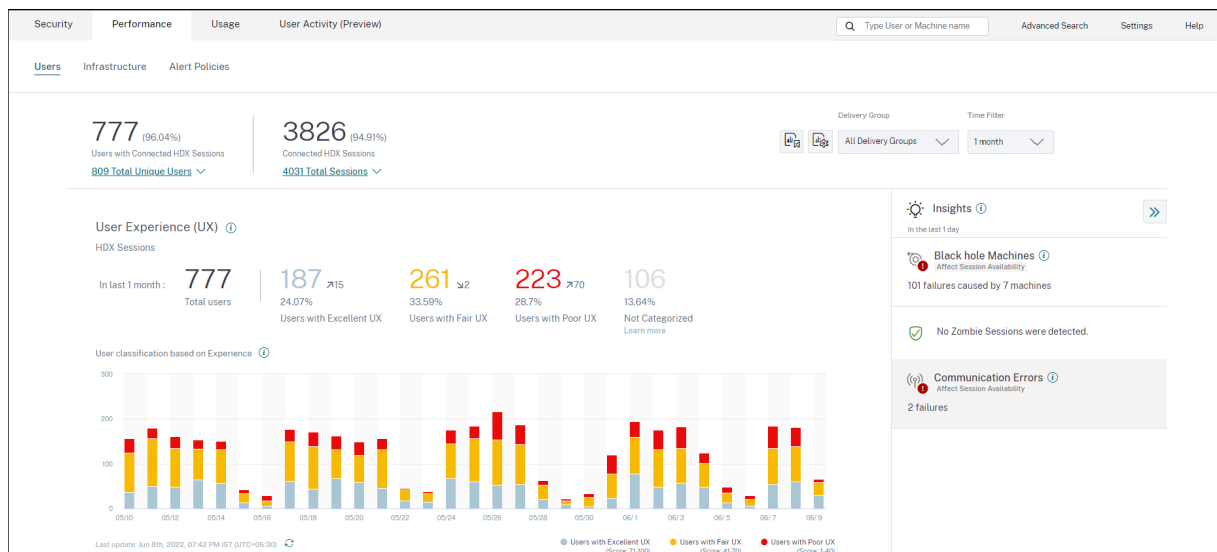 Security Performance Usage User Activity (Preview) Type User or Machine name Advanced Search Settings Help
Users Infrastructure Alert Policies
777 (96.04%)
Users with Connected HDX Sessions
809 Total Unique Users
3826 (94.91%)
Connected HDX Sessions
4031 Total Sessions
Delivery Group
All Delivery Groups
Time Filter
1 month
User Experience (UX)
HDX Sessions
In last 1 month :
777
Total users
187 15
24.07%
Users with Excellent UX
261 2
33.59%
Users with Fair UX
223 70
28.7%
Users with Poor UX
106
13.64%
Not Categorized
Learn more
User classification based on Experience
300
200
100
0
05/10 05/12 05/14 05/16 05/18 05/20 05/22 05/24 05/26 05/28 05/30 06/1 06/3 06/5 06/7 06/9
Last update: Jun 8th, 2022, 07:42 PM IST (UTC+05:30)
Users with Excellent UX
(Score: 71-100)
Users with Fair UX
(Score: 41-70)
Users with Poor UX
(Score: 1-40)
Insights
In the last 1 day
Black hole Machines
Affect Session Availability
101 failures caused by 7 machines
No Zombie Sessions were detected.
Communication Errors
Affect Session Availability
2 failures